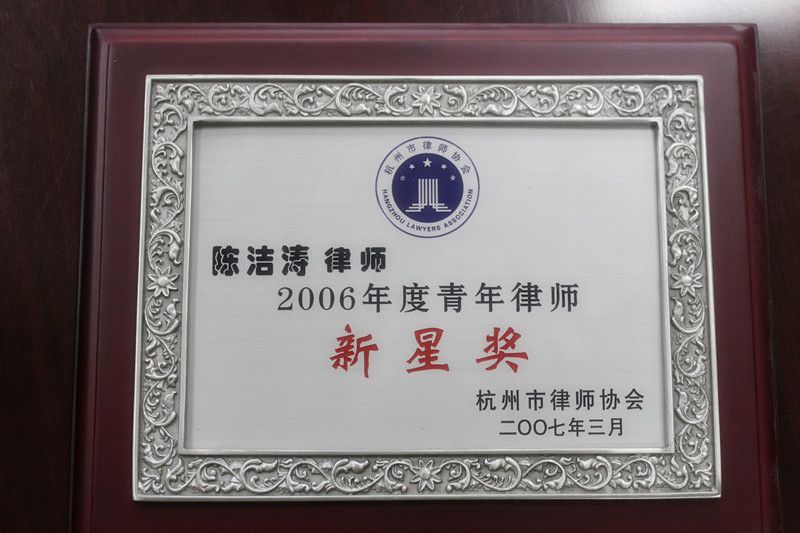 杭州市律师协会
HANGZHOU LAWYERS ASSOCIATION
陈洁涛 律师
2006年度青年律师
新星奖
杭州市律师协会
二〇〇七年三月